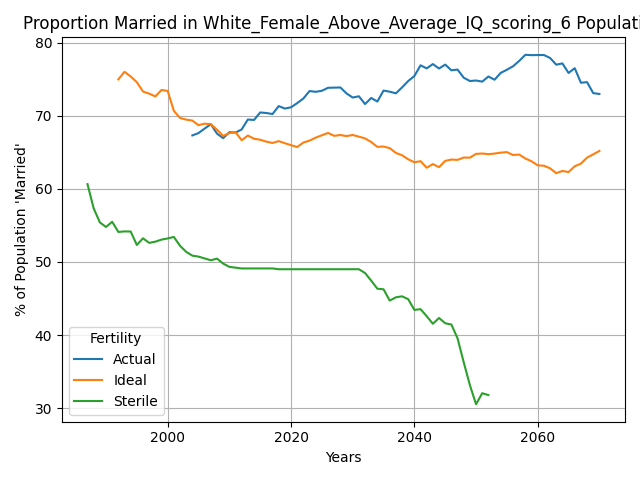 Proportion Married in White_Female_Above_Average_IQ_scoring_6 Populati
% of Population 'Married'
80
70
60
50
40
30
Fertility
Actual
Ideal
Sterile
2000 2020 2040 2060
Years